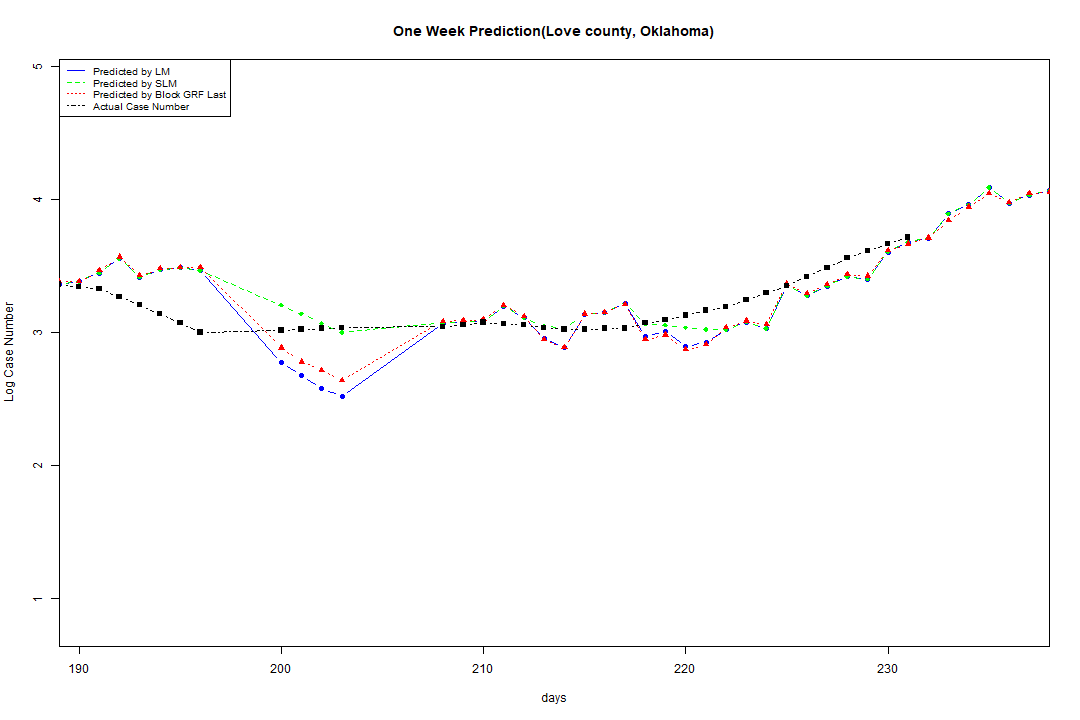 One Week Prediction(Love county, Oklahoma)
Predicted by LM
Predicted by SLM
Predicted by Block GRF Last
Actual Case Number
5
4
3
2
1
Log Case Number
190 200 210 220 230
days